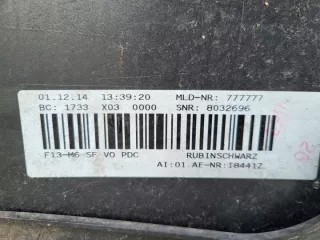 01.12.14 13:39:20 MLD-NR: 777777
BC: 1733 X03 0000 SNR: 8032696
F13-M6 SF VO PDC RUBINSCHWARZ
AI:01.AE-NR:I8441Z